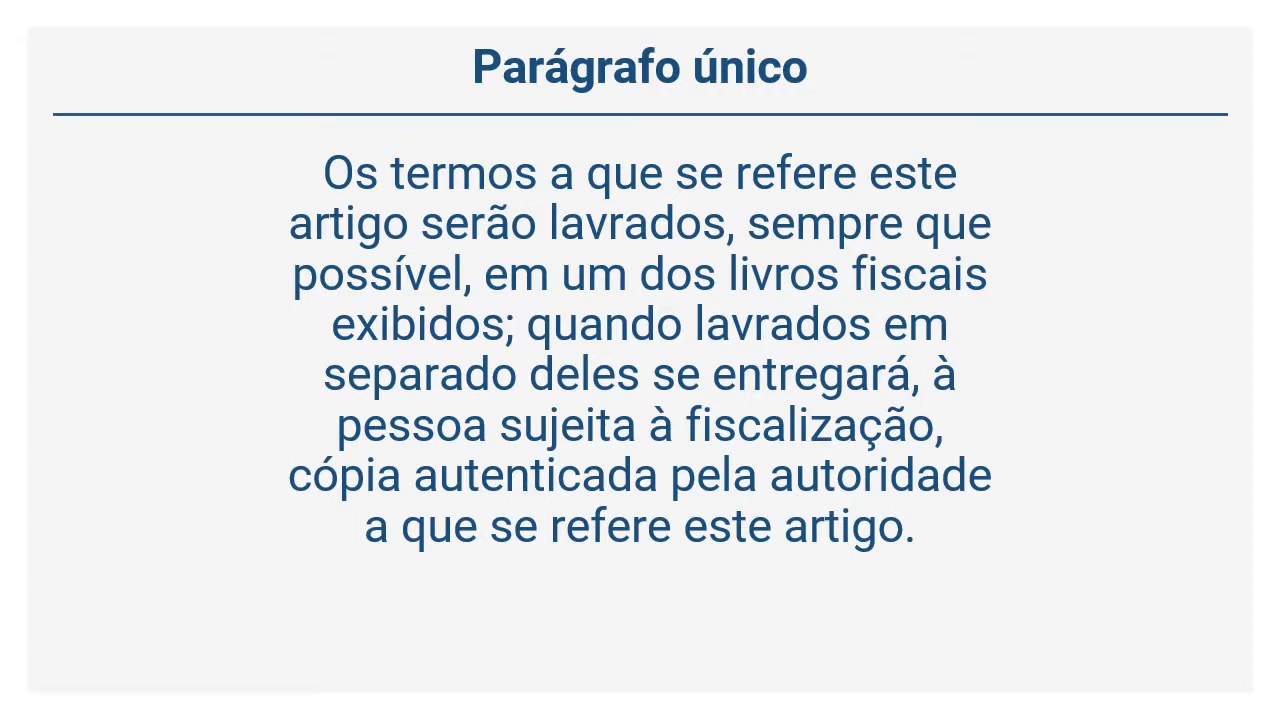 Parágrafo único
Os termos a que se refere este
artigo serão lavrados, sempre que
possível, em um dos livros fiscais
exibidos; quando lavrados em
separado deles se entregará, à
pessoa sujeita à fiscalização,
cópia autenticada pela autoridade
a que se refere este artigo.